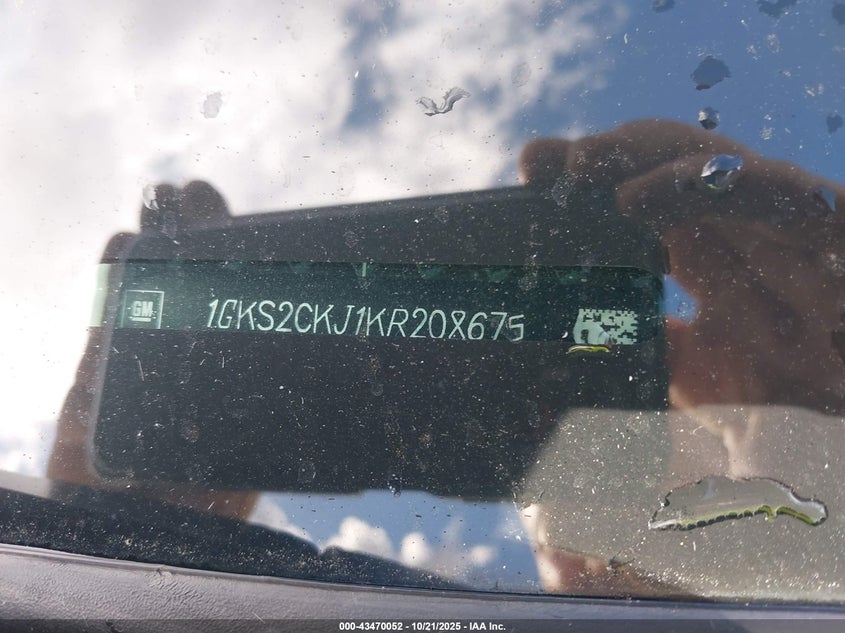 GM
1GKS2CKJ1KR208675
000-43470052 - 10/21/2025 - IAA Inc.